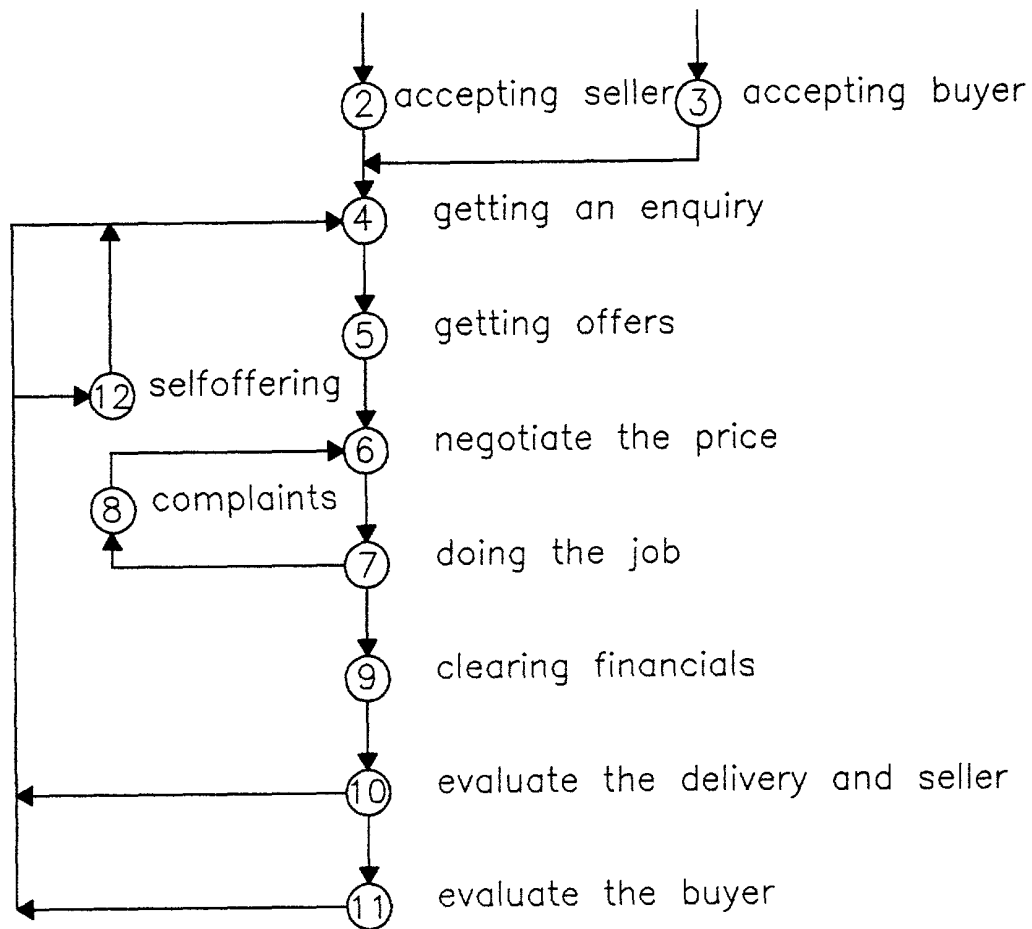 2 accepting seller 3 accepting buyer
4 getting an enquiry
5 getting offers
12 selfoffering
6 negotiate the price
8 complaints
7 doing the job
9 clearing financials
10 evaluate the delivery and seller
11 evaluate the buyer